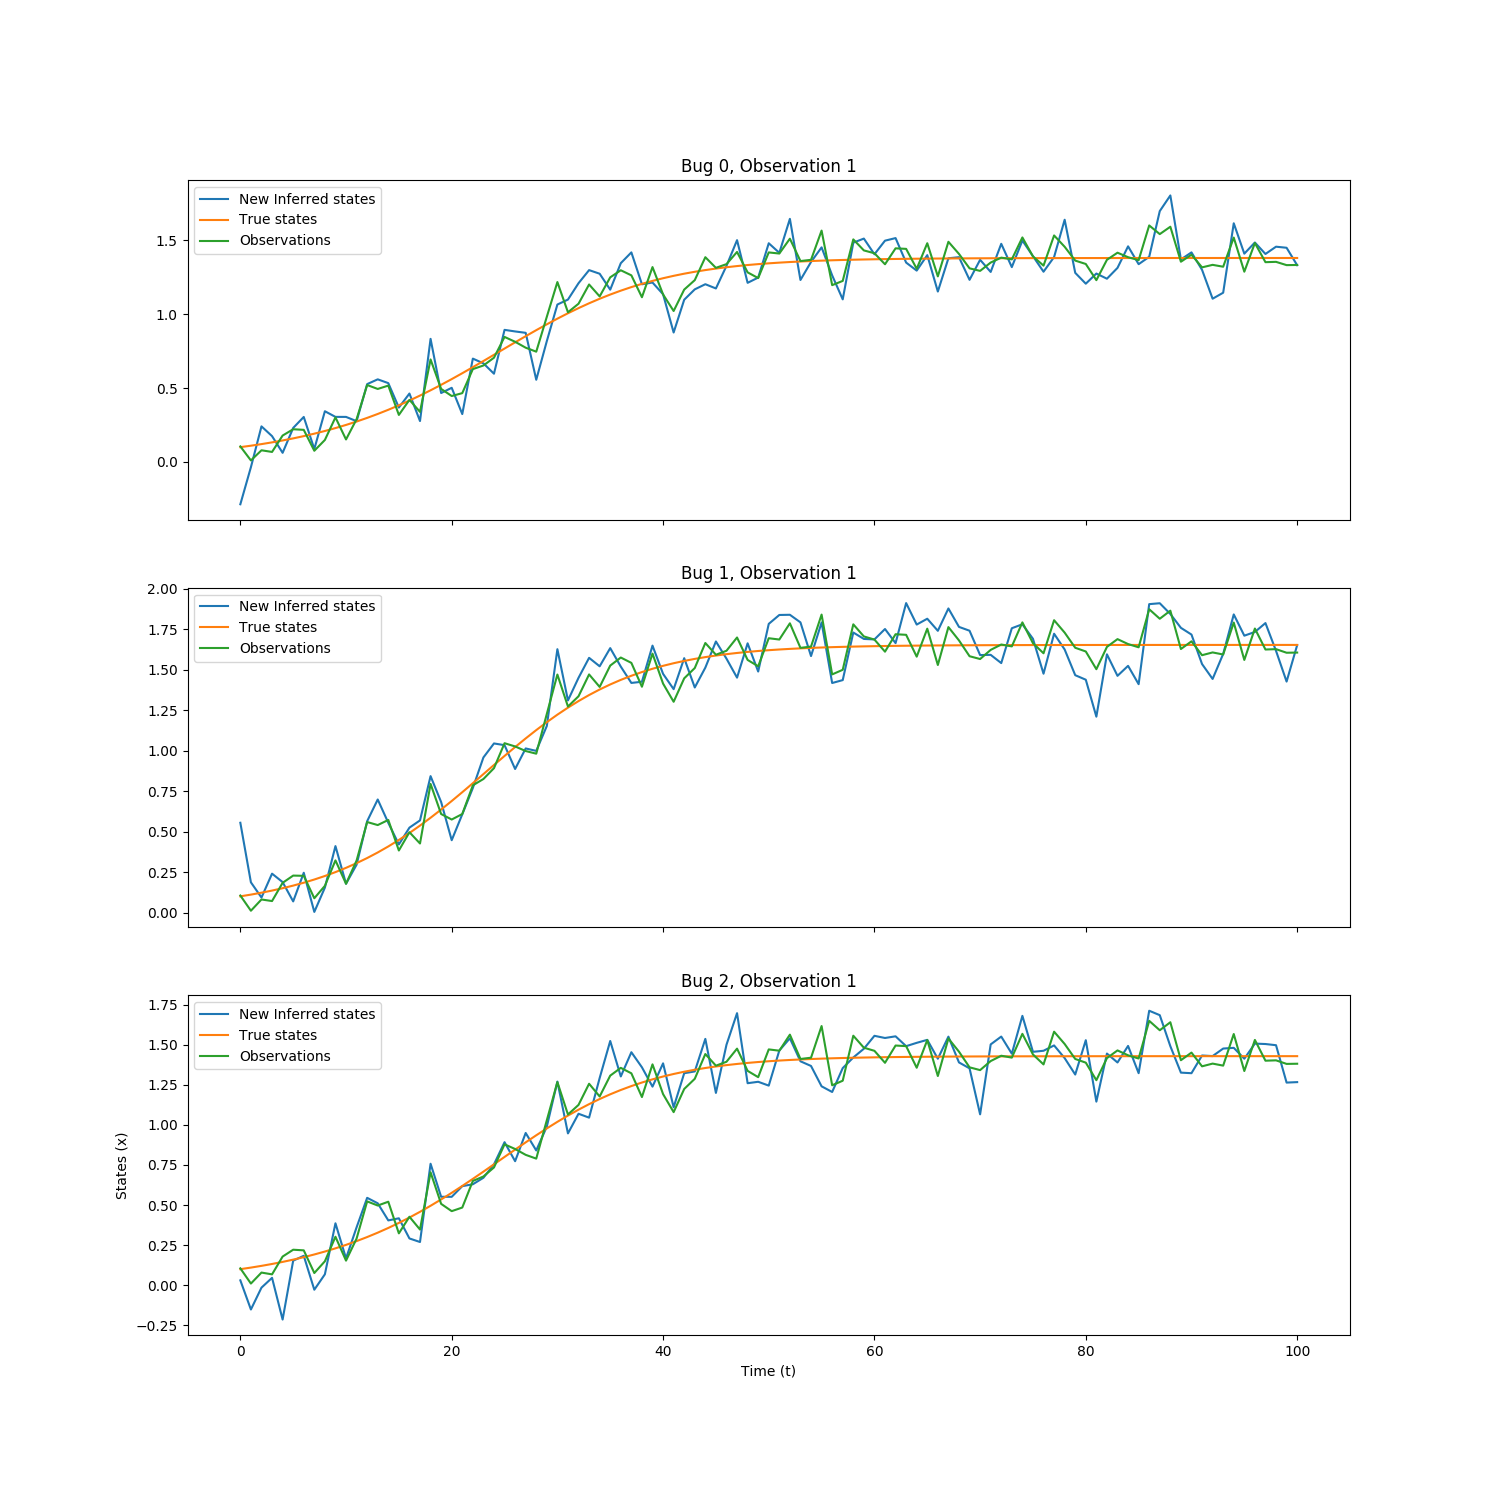 Bug 0, Observation 1
New Inferred states
True states
Observations
1.5
1.0
0.5
0.0
Bug 1, Observation 1
New Inferred states
True states
Observations
2.00
1.75
1.50
1.25
1.00
0.75
0.50
0.25
0.00
Bug 2, Observation 1
New Inferred states
True states
Observations
1.75
1.50
1.25
1.00
0.75
0.50
0.25
0.00
−0.25
States (x)
0 20 40 60 80 100
Time (t)